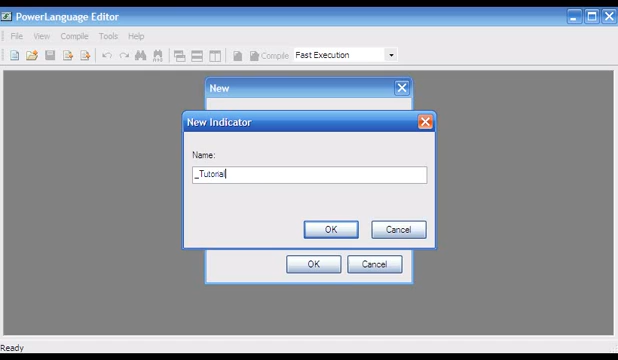 PowerLanguage Editor
File View Compile Tools Help
Compile Fast Execution
New
New Indicator
Name:
_Tutorial
OK Cancel
OK Cancel
Ready